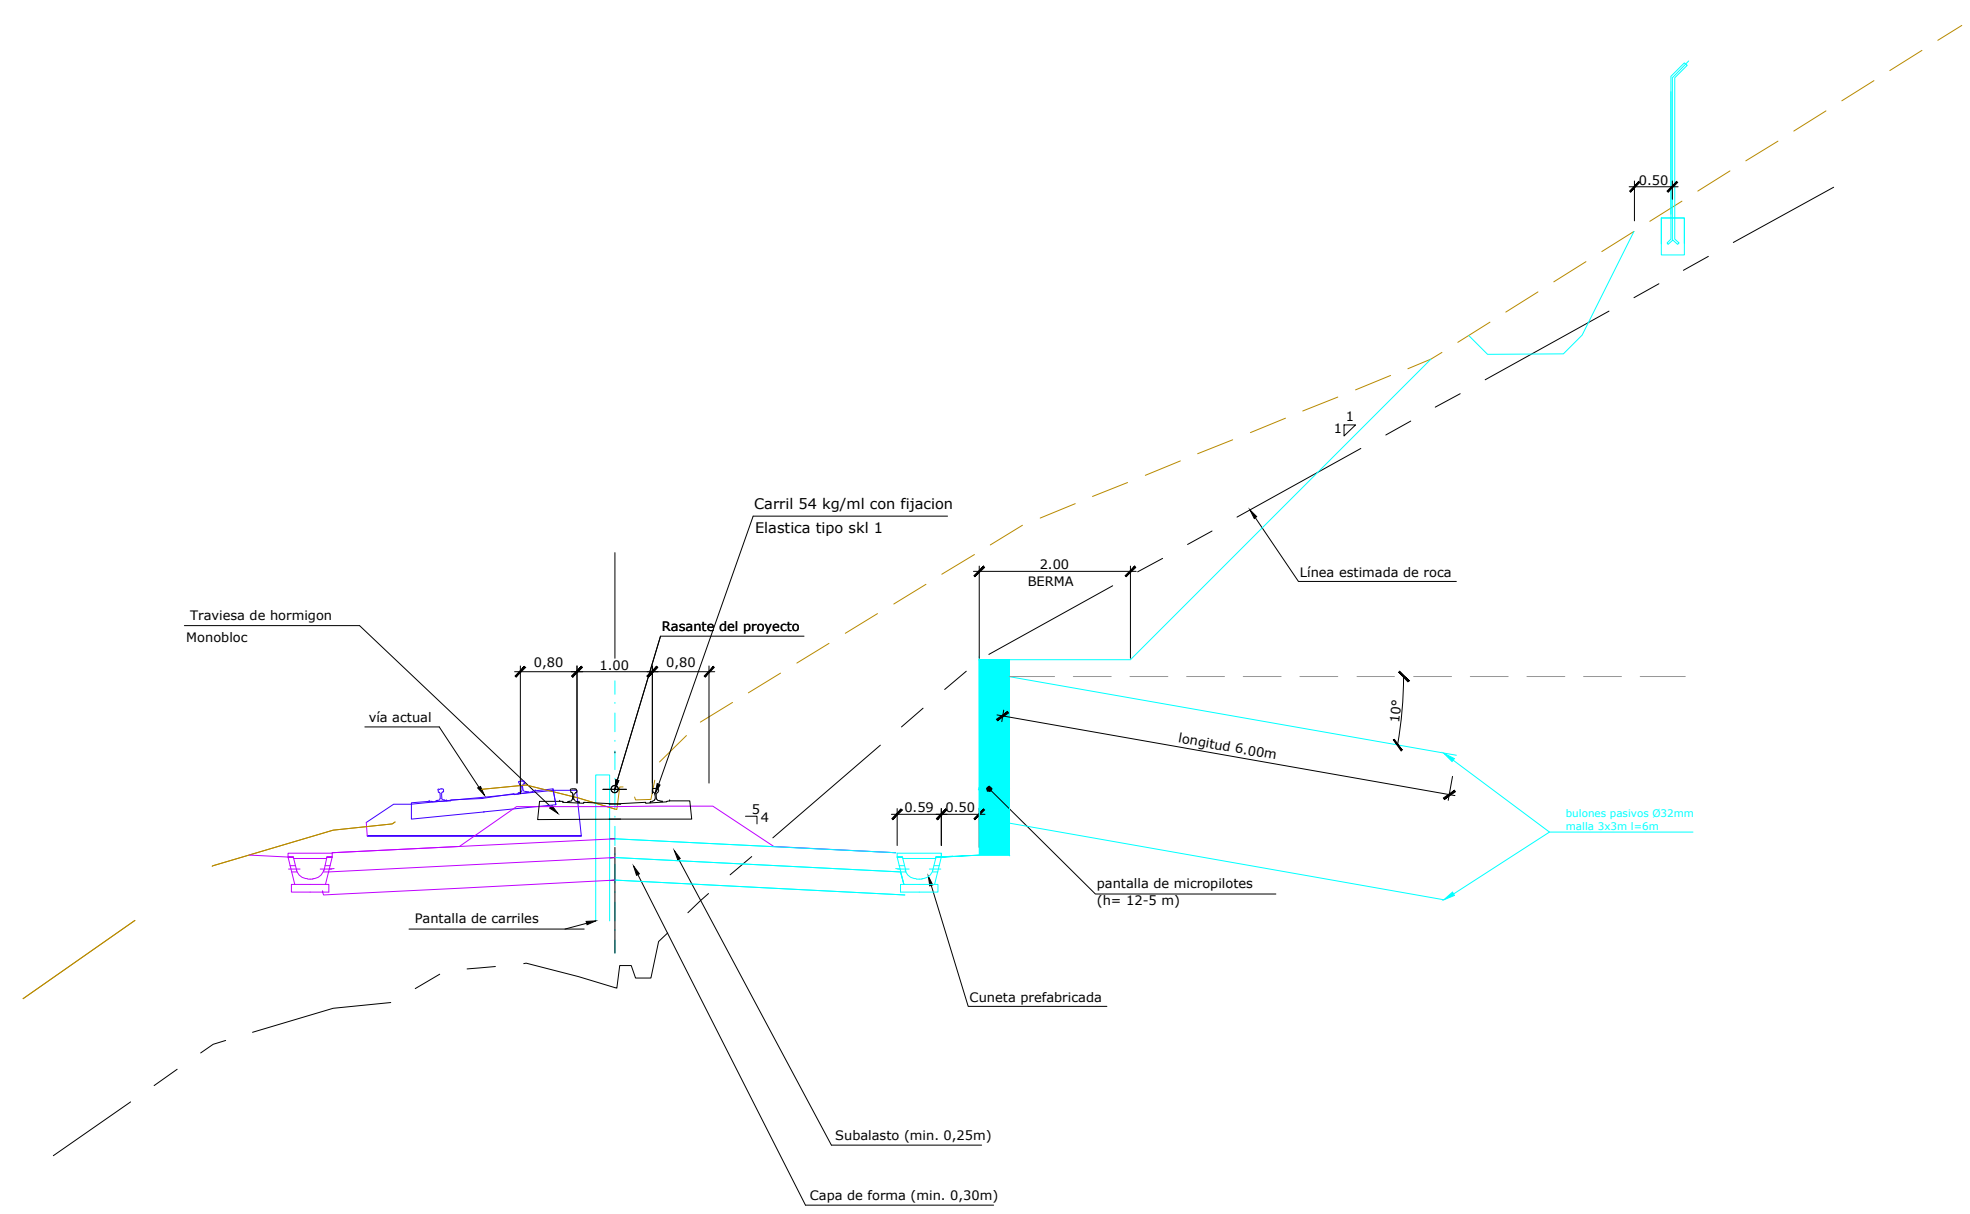 0.50
1
1
Carril 54 kg/ml con fijacion
Elastica tipo skl 1
2.00
BERMA
Línea estimada de roca
Traviesa de hormigon
Monobloc
Rasante del proyecto
0,80
1.00
0,80
vía actual
10°
longitud 6.00m
5
4
0.59
0.50
bulones pasivos Ø32mm
malla 3x3m l=6m
pantalla de micropilotes
(h= 12-5 m)
Pantalla de carriles
Cuneta prefabricada
Subalasto (min. 0,25m)
Capa de forma (min. 0,30m)